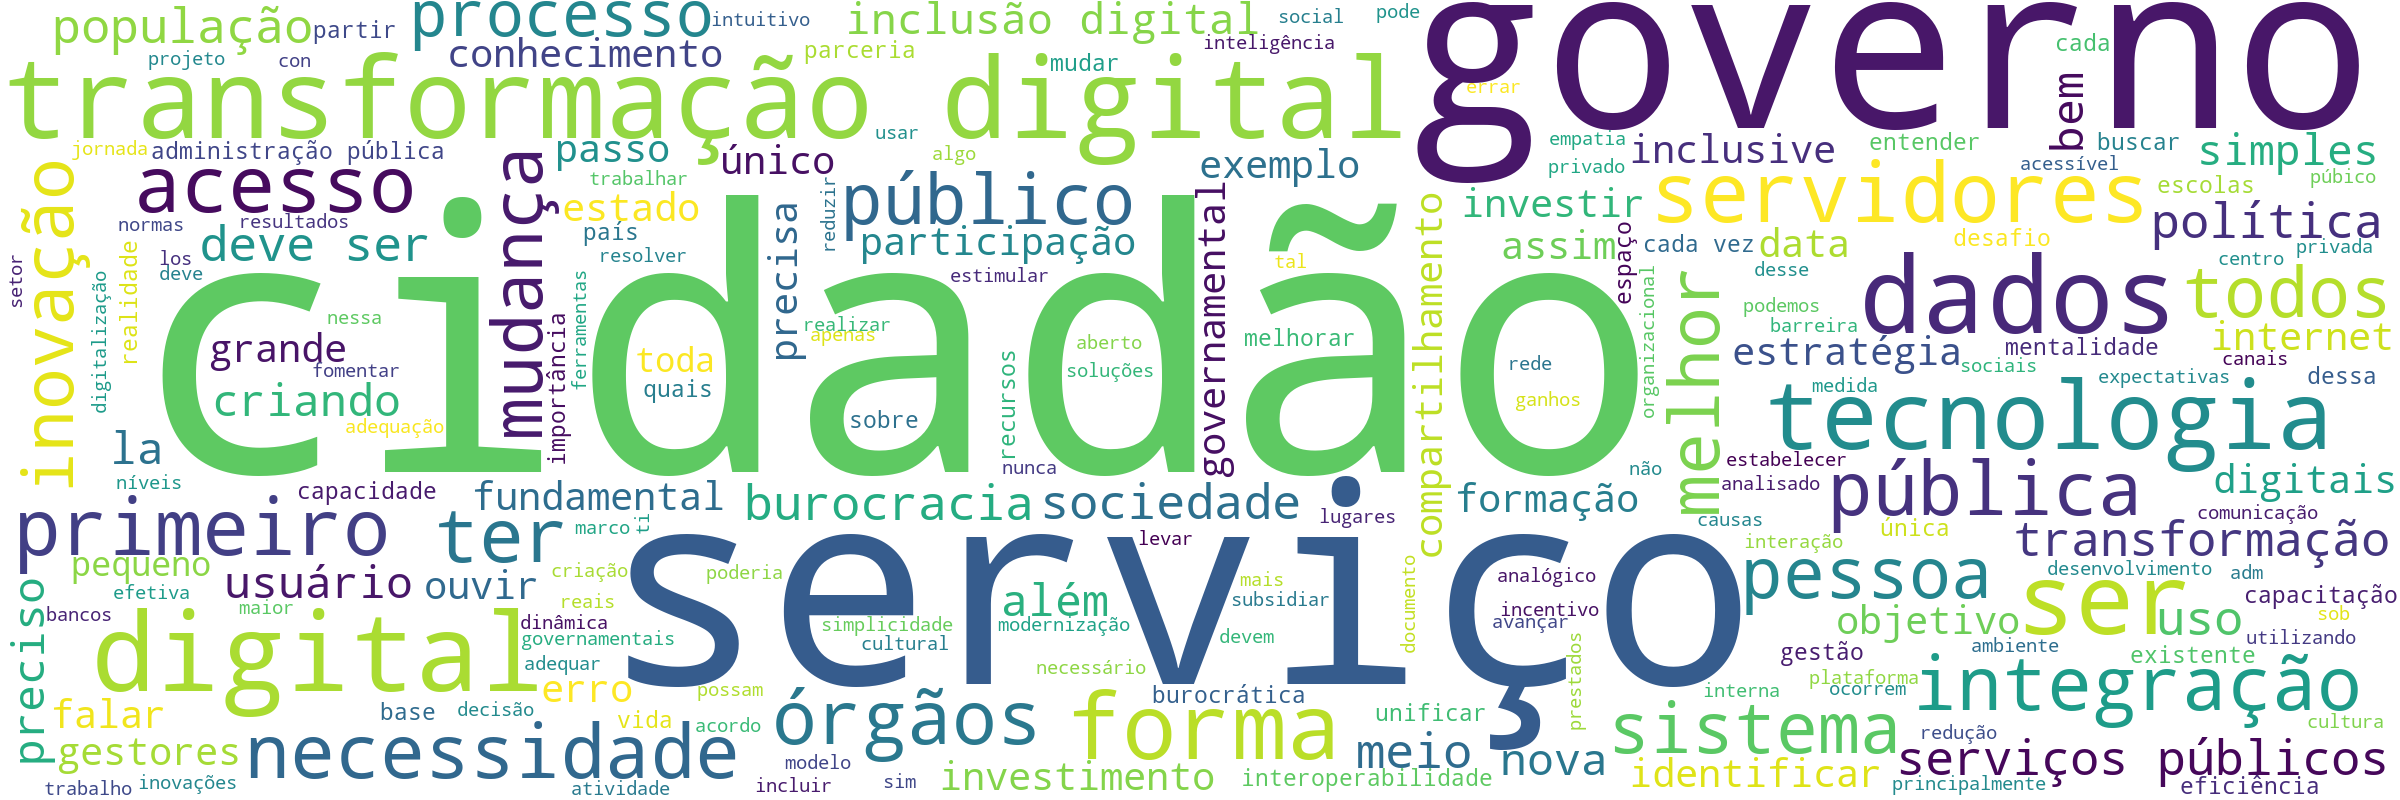 população
partir
processo
intuitivo
inclusão digital
social
pode
governo
projeto
con
conhecimento
parceria
inteligência
mudar
cada
transformação digital
errar
bem
jornada
administração pública
passo
único
usar
algo
exemplo
empatia
privado
inclusive
entender
buscar
acessível
simples
escolas
púbico
inovação
acesso
normas
resultados
mudança
trabalhar
estado
país
resolver
público
participação
reduzir
precisa
estimular
governamental
tal
compartilhamento
investir
assim
servidores
espaço
cada vez
data
desafio
política
privada
centro
setor
deve ser
los
deve
realidade
digitalização
cidadão
nessa
grande
fomentar
criando
adequação
importância
ferramentas
toda
quais
realizar
apenas
sobre
recursos
aberto
soluções
melhorar
rede
ganhos
organizacional
melhor
desse
podemos
barreira
dados
todos
internet
estratégia
mentalidade
canais
sociais
medida
expectativas
dessa
tecnologia
la
níveis
capacidade
fundamental
nunca
burocracia
sociedade
lugares
levar
formação
não
estabelecer
analisado
causas
pública
digitais
comunicação
única
interação
transformação
primeiro
ter
marco
ti
serviço
pequeno
efetiva
usuário
ouvir
criação
reais
poderia
além
mais
subsidiar
documento
analógico
incentivo
avançar
pessoa
desenvolvimento
adm
ser
uso
capacitação
sob
utilizando
objetivo
preciso
bancos
maior
digital
dinâmica
governamentais
adequar
simplicidade
cultural
modernização
devem
necessário
burocrática
prestados
gestão
ambiente
existente
plataforma
ocorrem
interna
integração
cultura
falar
base
decisão
erro
vida
possam
acordo
órgãos
forma
unificar
sistema
redução
gestores
necessidade
modelo
meio
nova
serviços públicos
trabalho
inovações
atividade
incluir
sim
investimento
interoperabilidade
identificar
principalmente
eficiência